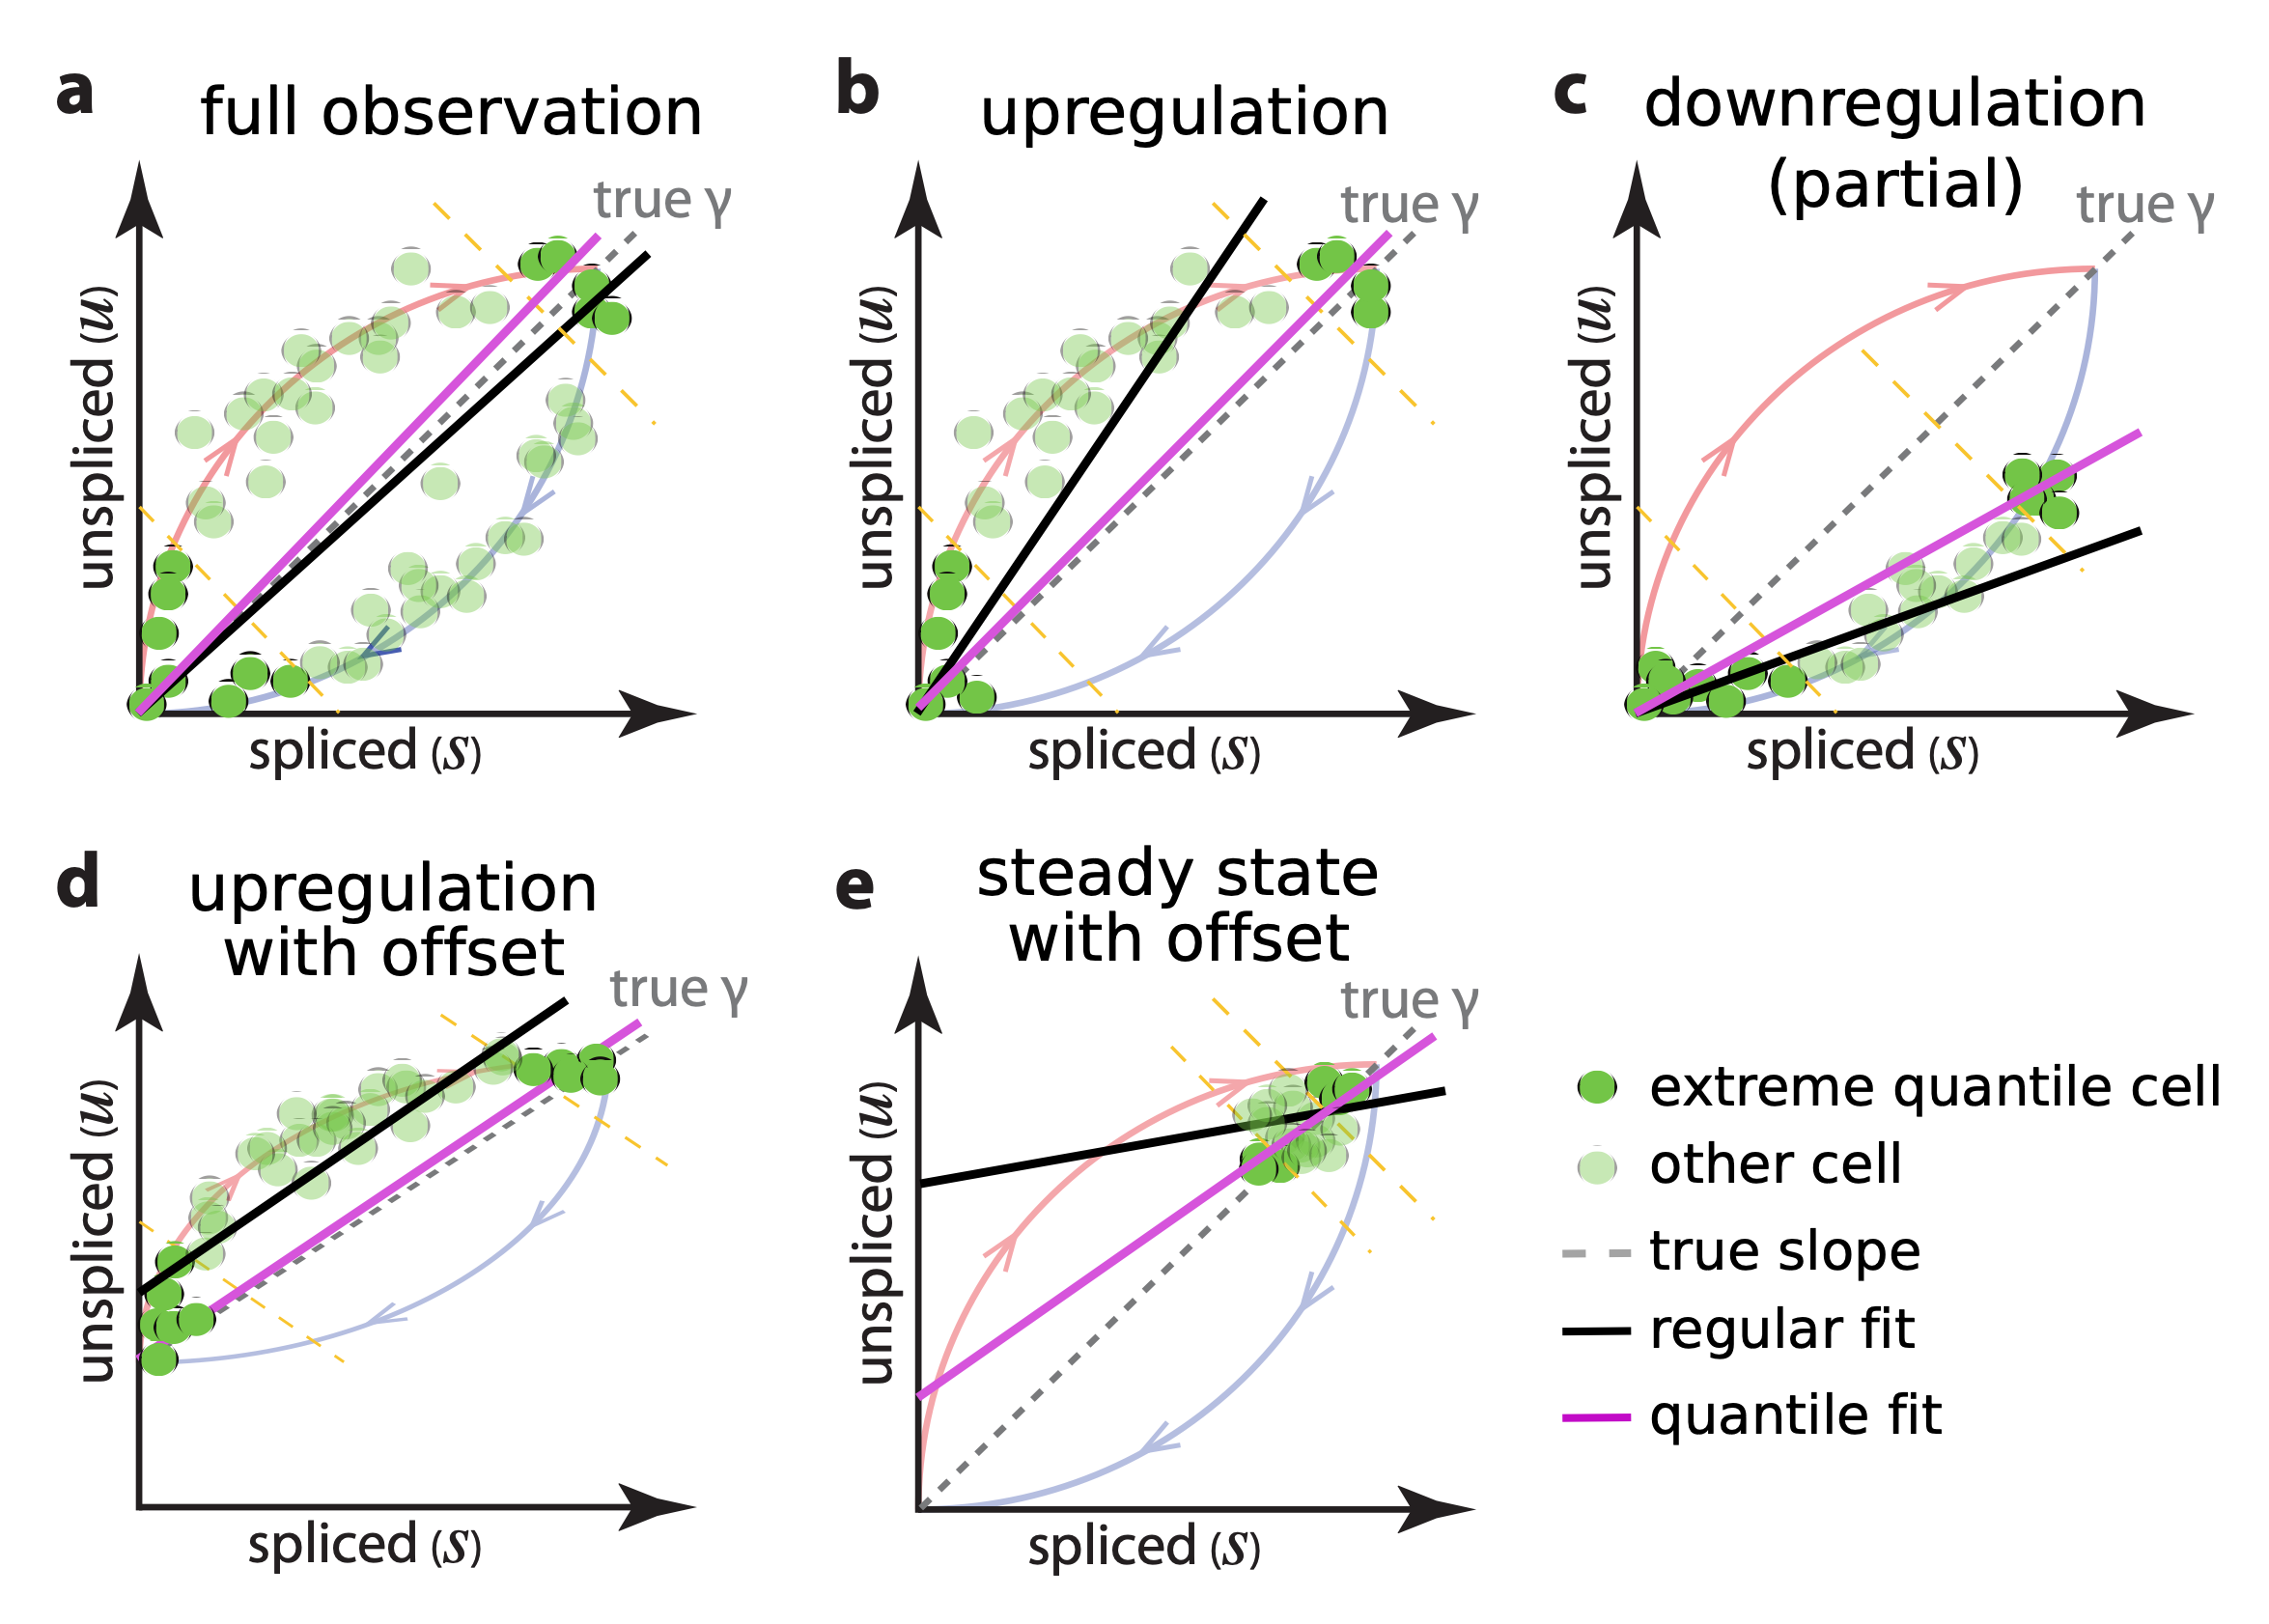 a
full observation
true γ
unspliced (u)
spliced (s)
b
upregulation
true γ
unspliced (u)
spliced (s)
c
downregulation
(partial)
true γ
unspliced (u)
spliced (s)
d
upregulation
with offset
true γ
unspliced (u)
spliced (s)
e
steady state
with offset
true γ
unspliced (u)
spliced (s)
extreme quantile cell
other cell
true slope
regular fit
quantile fit